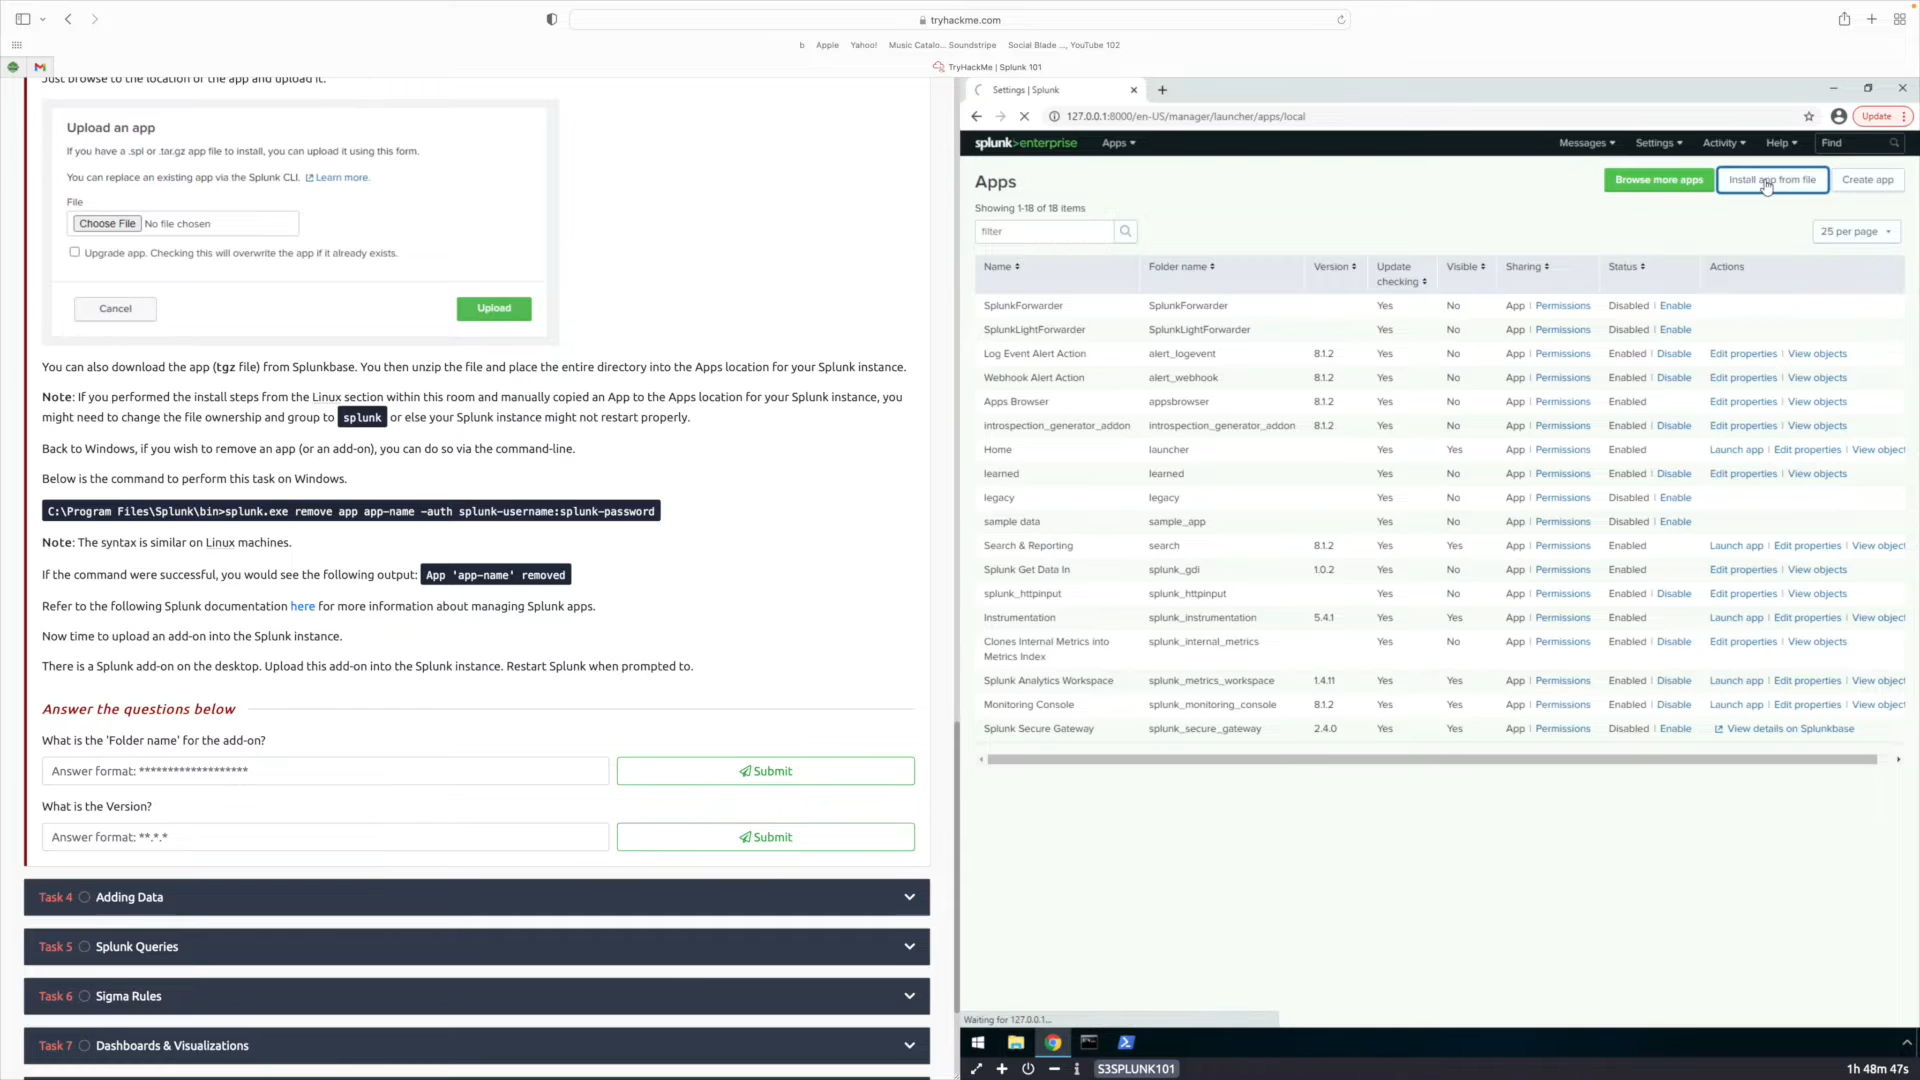 tryhackme.com
b Apple Yahoo! Music Catalo... Soundstripe Social Blade ..., YouTube 102
TryHackMe | Splunk 101
Just browse to the location of the app and upload it.
Upload an app
If you have a .spl or .tar.gz app file to install, you can upload it using this form.
You can replace an existing app via the Splunk CLI. Learn more.
File
Choose File No file chosen
Upgrade app. Checking this will overwrite the app if it already exists.
Cancel Upload
You can also download the app (tgz file) from Splunkbase. You then unzip the file and place the entire directory into the Apps location for your Splunk instance.
Note: If you performed the install steps from the Linux section within this room and manually copied an App to the Apps location for your Splunk instance, you
might need to change the file ownership and group to splunk or else your Splunk instance might not restart properly.
Back to Windows, if you wish to remove an app (or an add-on), you can do so via the command-line.
Below is the command to perform this task on Windows.
C:\Program Files\Splunk\bin>splunk.exe remove app app-name -auth splunk-username:splunk-password
Note: The syntax is similar on Linux machines.
If the command were successful, you would see the following output: App 'app-name' removed
Refer to the following Splunk documentation here for more information about managing Splunk apps.
Now time to upload an add-on into the Splunk instance.
There is a Splunk add-on on the desktop. Upload this add-on into the Splunk instance. Restart Splunk when prompted to.
Answer the questions below
What is the 'Folder name' for the add-on?
Answer format: ******************* Submit
What is the Version?
Answer format: **.*.* Submit
Task 4 Adding Data
Task 5 Splunk Queries
Task 6 Sigma Rules
Task 7 Dashboards & Visualizations
Settings | Splunk
127.0.0.1:8000/en-US/manager/launcher/apps/local Update
splunk>enterprise Apps Messages Settings Activity Help Find
Apps Browse more apps Install app from file Create app
Showing 1-18 of 18 items
filter 25 per page
Name Folder name Version Update checking Visible Sharing Status Actions
SplunkForwarder SplunkForwarder Yes No App | Permissions Disabled | Enable
SplunkLightForwarder SplunkLightForwarder Yes No App | Permissions Disabled | Enable
Log Event Alert Action alert_logevent 8.1.2 Yes No App | Permissions Enabled | Disable Edit properties | View objects
Webhook Alert Action alert_webhook 8.1.2 Yes No App | Permissions Enabled | Disable Edit properties | View objects
Apps Browser appsbrowser 8.1.2 Yes No App | Permissions Enabled Edit properties | View objects
introspection_generator_addon introspection_generator_addon 8.1.2 Yes No App | Permissions Enabled | Disable Edit properties | View objects
Home launcher Yes Yes App | Permissions Enabled Launch app | Edit properties | View object
learned learned Yes No App | Permissions Enabled | Disable Edit properties | View objects
legacy legacy Yes No App | Permissions Disabled | Enable
sample data sample_app Yes No App | Permissions Disabled | Enable
Search & Reporting search 8.1.2 Yes Yes App | Permissions Enabled Launch app | Edit properties | View object
Splunk Get Data In splunk_gdi 1.0.2 Yes No App | Permissions Enabled Edit properties | View objects
splunk_httpinput splunk_httpinput Yes No App | Permissions Enabled | Disable Edit properties | View objects
Instrumentation splunk_instrumentation 5.4.1 Yes Yes App | Permissions Enabled Launch app | Edit properties | View object
Clones Internal Metrics into splunk_internal_metrics Yes No App | Permissions Enabled | Disable Edit properties | View objects
Metrics Index
Splunk Analytics Workspace splunk_metrics_workspace 1.4.11 Yes Yes App | Permissions Enabled | Disable Launch app | Edit properties | View object
Monitoring Console splunk_monitoring_console 8.1.2 Yes Yes App | Permissions Enabled | Disable Launch app | Edit properties | View object
Splunk Secure Gateway splunk_secure_gateway 2.4.0 Yes Yes App | Permissions Disabled | Enable View details on Splunkbase
Waiting for 127.0.0.1...
S3SPLUNK101 1h 48m 47s